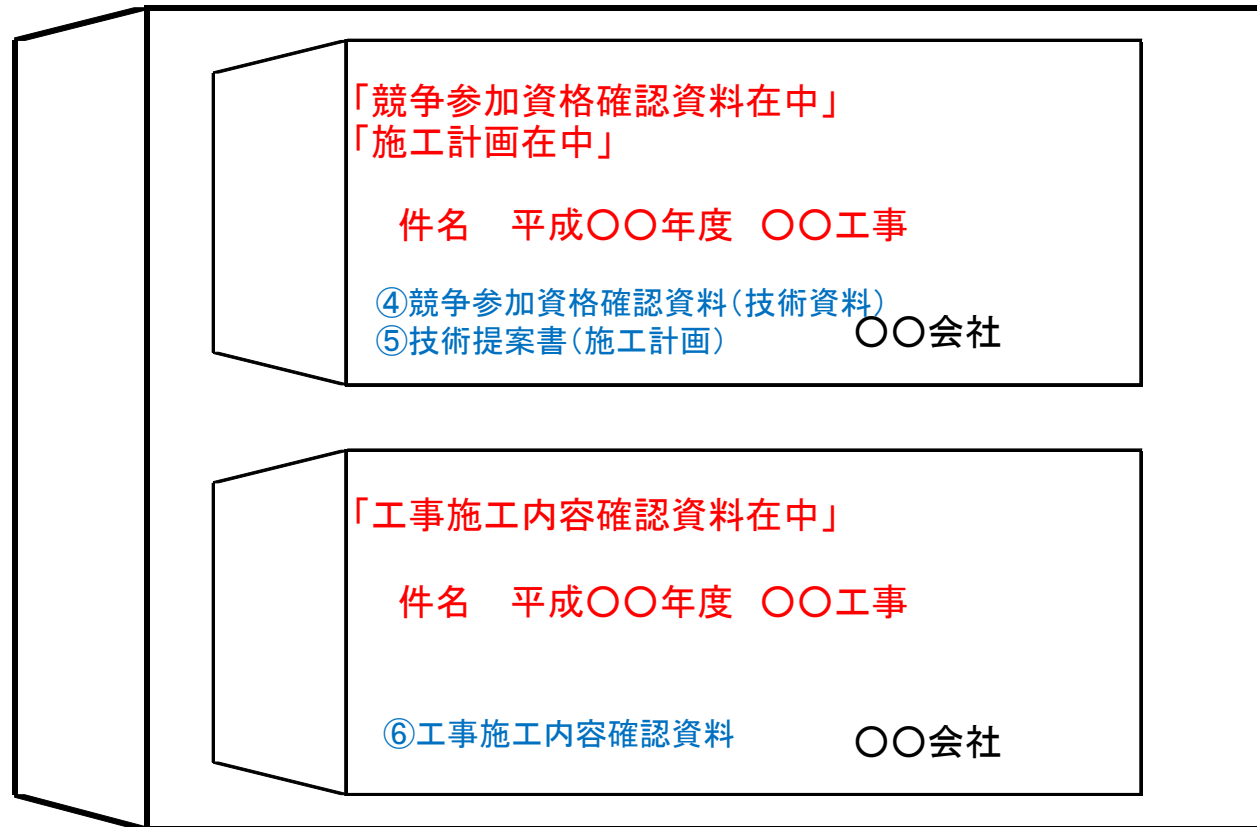 「競争参加資格確認資料在中」
「施工計画在中」
件名　平成〇〇年度　〇〇工事
④競争参加資格確認資料（技術資料）
⑤技術提案書（施工計画）
〇〇会社
「工事施工内容確認資料在中」
件名　平成〇〇年度　〇〇工事
⑥工事施工内容確認資料
〇〇会社